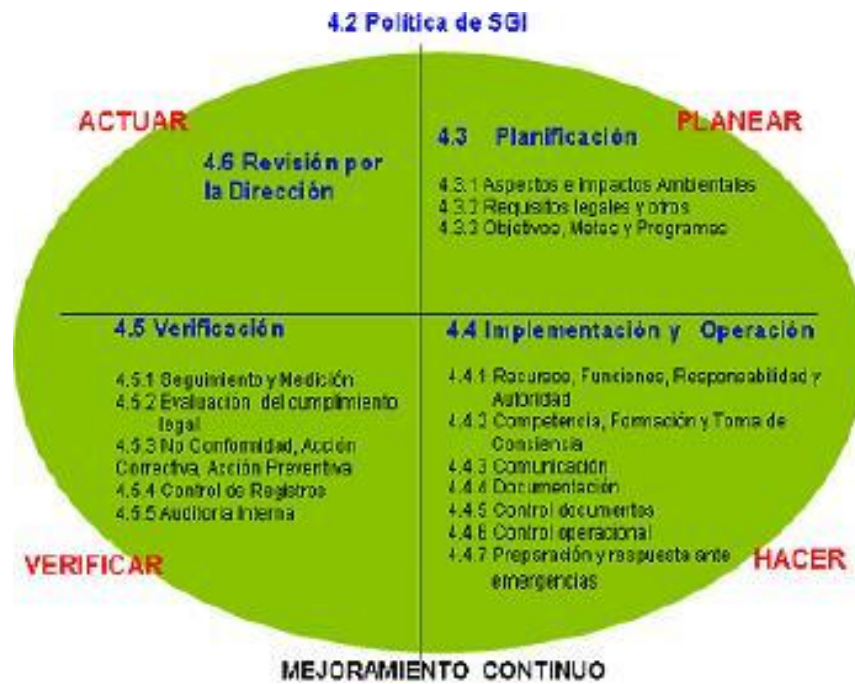 4.2 Política de SGI
ACTUAR
PLANEAR
4.6 Revisión por
la Dirección
4.3 Planificación
4.3.1 Aspectos e Impactos Ambientales
4.3.2 Requisitos legales y otros
4.3.3 Objetivos, Metas y Programas
4.5 Verificación
4.5.1 Seguimiento y Medición
4.5.2 Evaluación del cumplimiento
legal
4.5.3 No Conformidad, Acción
Correctiva, Acción Preventiva
4.5.4 Control de Registros
4.5.5 Auditoria Interna
4.4 Implementación y Operación
4.4.1 Recursos, Funciones, Responsabilidad y
Autoridad
4.4.2 Competencia, Formación y Toma de
Consciencia
4.4.3 Comunicación
4.4.4 Documentación
4.4.5 Control documentos
4.4.6 Control operacional
4.4.7 Preparación y respuesta ante
emergencias
VERIFICAR
HACER
MEJORAMIENTO CONTINUO